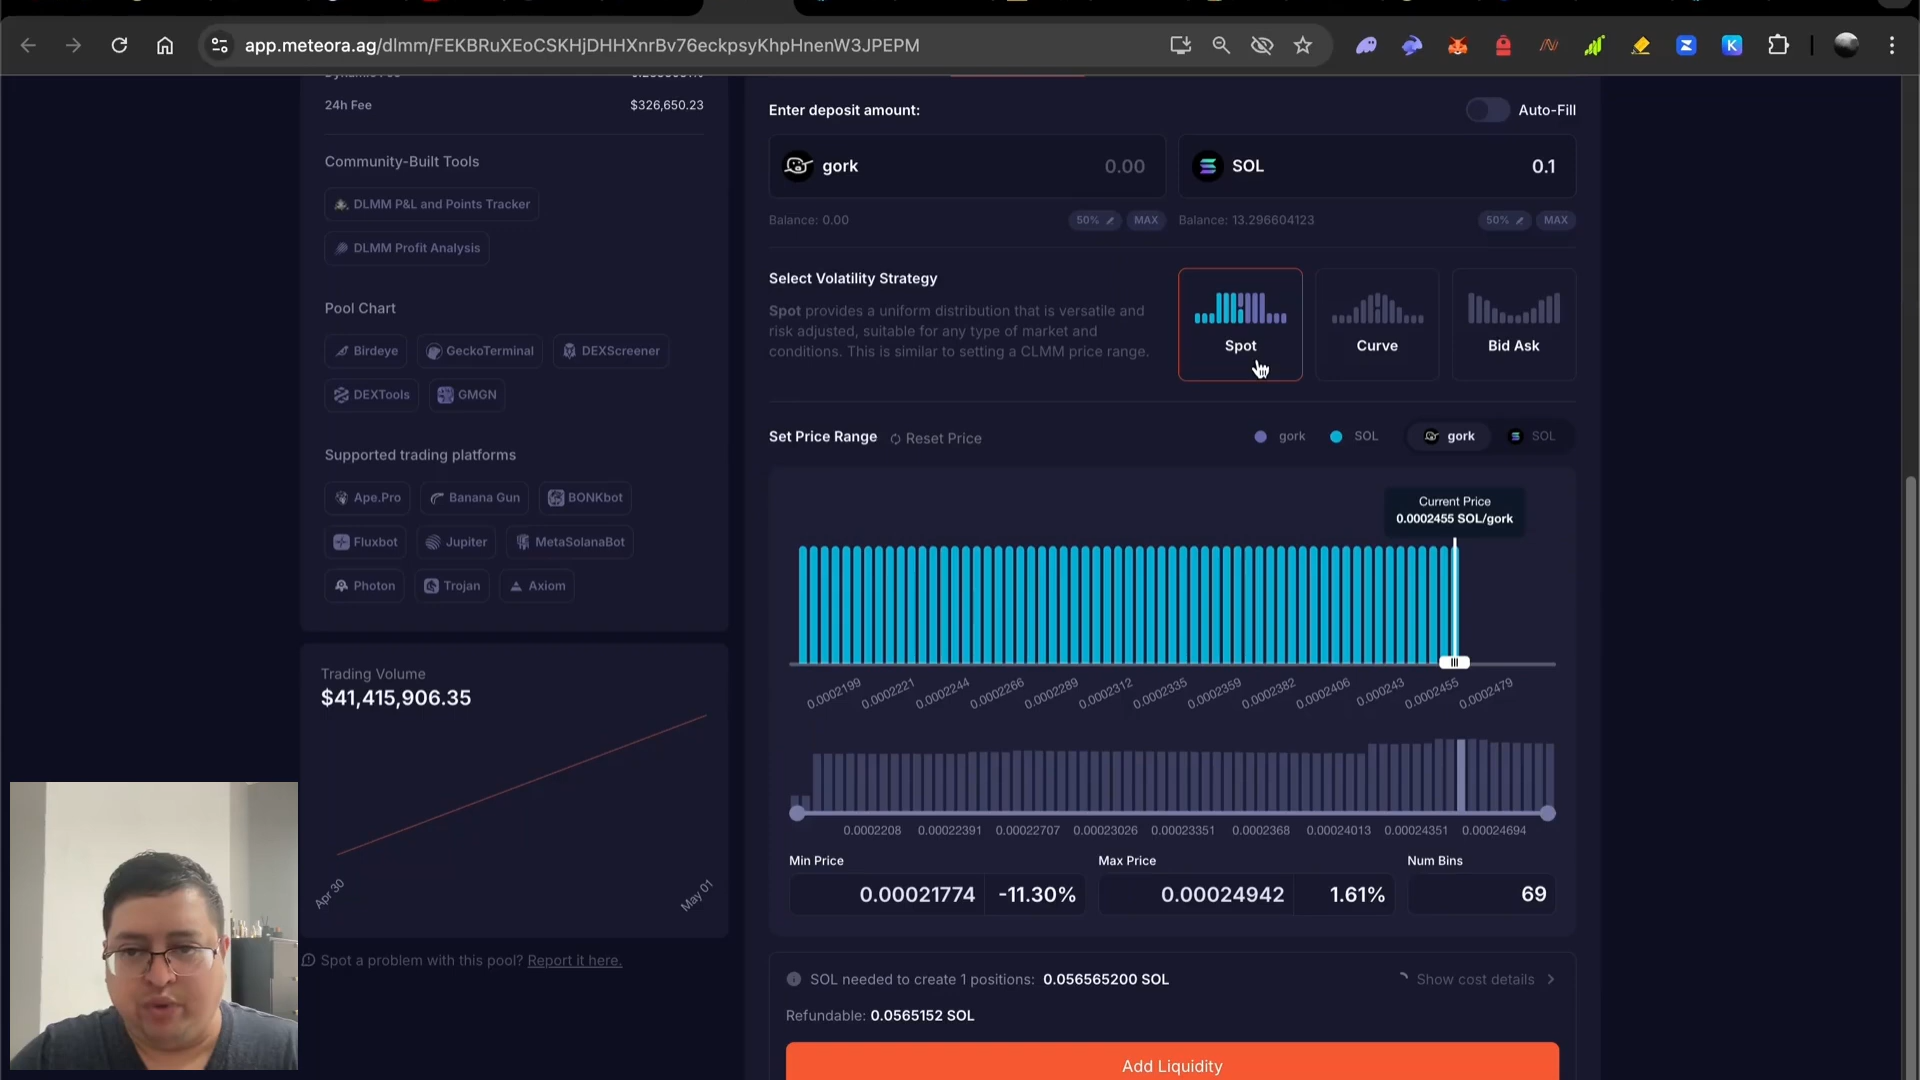 app.meteora.ag/dlmm/FEKBRuXEoCSKHjDHHXnrBv76eckpsyKhpHnenW3JPEPM
24h Fee $326,650.23
Community-Built Tools
DLMM P&L and Points Tracker
DLMM Profit Analysis
Pool Chart
Birdeye GeckoTerminal DEXScreener
DEXTools GMGN
Supported trading platforms
Ape.Pro Banana Gun BONKbot
Fluxbot Jupiter MetaSolanaBot
Photon Trojan Axiom
Trading Volume
$41,415,906.35
Apr 30 May 01
Spot a problem with this pool? Report it here.
Enter deposit amount: Auto-Fill
gork 0.00 SOL 0.1
Balance: 0.00 50% MAX Balance: 13.296604123 50% MAX
Select Volatility Strategy
Spot provides a uniform distribution that is versatile and
risk adjusted, suitable for any type of market and
conditions. This is similar to setting a CLMM price range.
Spot Curve Bid Ask
Set Price Range Reset Price gork SOL gork SOL
Current Price
0.0002455 SOL/gork
0.0002199 0.0002221 0.0002244 0.0002266 0.0002289 0.0002312 0.0002335 0.0002359 0.0002382 0.0002406 0.000243 0.0002455 0.0002479
0.0002208 0.00022391 0.00022707 0.00023026 0.00023351 0.0002368 0.00024013 0.00024351 0.00024694
Min Price Max Price Num Bins
0.00021774 -11.30% 0.00024942 1.61% 69
SOL needed to create 1 positions: 0.056565200 SOL Show cost details
Refundable: 0.0565152 SOL
Add Liquidity